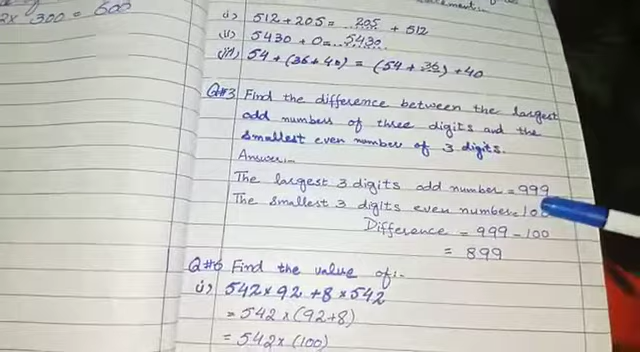 2x 300 = 600
i) 512 + 205 = 205 + 512
ii) 5430 + 0 = 5430
iii) 54 + (36 + 40) = (54 + 36) + 40
Q#3 Find the difference between the largest
odd numbers of three digits and the
smallest even number of 3 digits.
Answer:-
The largest 3 digits odd number = 999
The smallest 3 digits even number = 100
Difference = 999 - 100
= 899
Q#6 Find the value of:-
i) 542 x 92 + 8 x 542
= 542 x (92+8)
= 542 x (100)